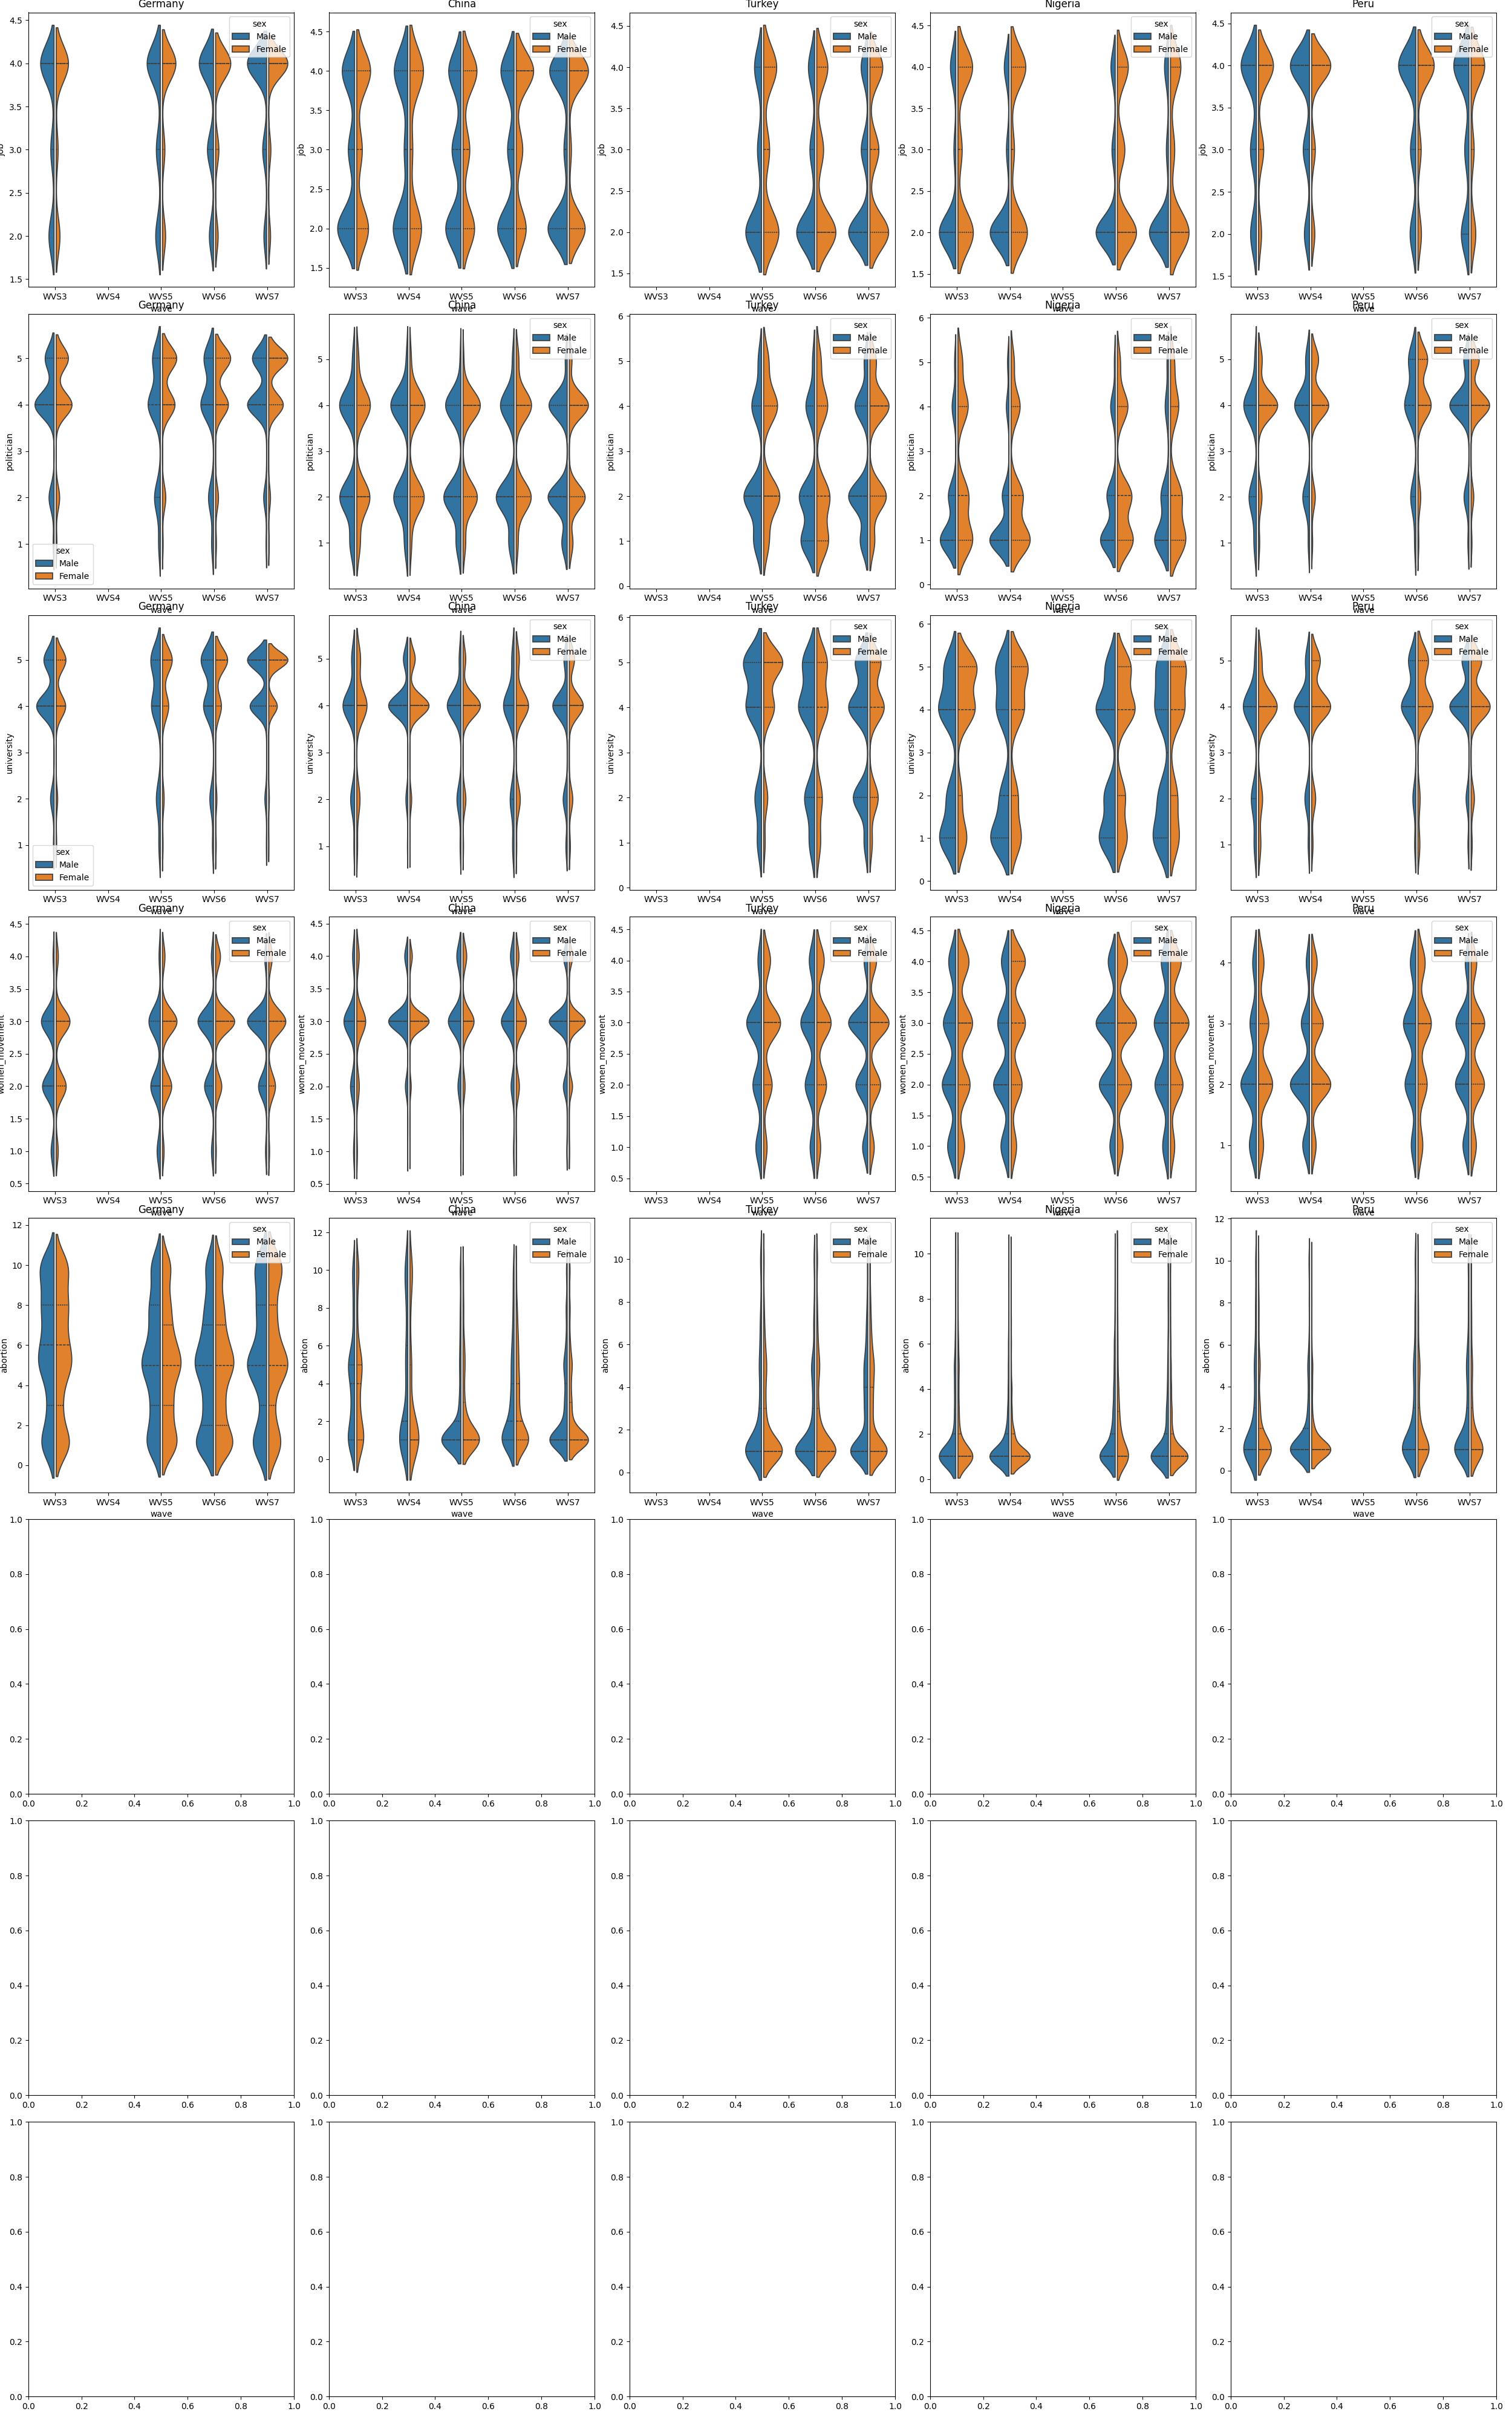 Germany
sex
Male
Female
4.5
4.0
3.5
3.0
2.5
2.0
1.5
job
WVS3 WVS4 WVS5 WVS6 WVS7
wave
China
sex
Male
Female
4.5
4.0
3.5
3.0
2.5
2.0
1.5
job
WVS3 WVS4 WVS5 WVS6 WVS7
wave
Turkey
sex
Male
Female
4.5
4.0
3.5
3.0
2.5
2.0
1.5
job
WVS3 WVS4 WVS5 WVS6 WVS7
wave
Nigeria
sex
Male
Female
4.5
4.0
3.5
3.0
2.5
2.0
1.5
job
WVS3 WVS4 WVS5 WVS6 WVS7
wave
Peru
sex
Male
Female
4.5
4.0
3.5
3.0
2.5
2.0
1.5
job
WVS3 WVS4 WVS5 WVS6 WVS7
wave
Germany
5
4
3
2
1
politician
sex
Male
Female
WVS3 WVS4 WVS5 WVS6 WVS7
wave
China
sex
Male
Female
5
4
3
2
1
politician
WVS3 WVS4 WVS5 WVS6 WVS7
wave
Turkey
sex
Male
Female
6
5
4
3
2
1
0
politician
WVS3 WVS4 WVS5 WVS6 WVS7
wave
Nigeria
sex
Male
Female
6
5
4
3
2
1
0
politician
WVS3 WVS4 WVS5 WVS6 WVS7
wave
Peru
sex
Male
Female
5
4
3
2
1
politician
WVS3 WVS4 WVS5 WVS6 WVS7
wave
Germany
5
4
3
2
1
university
sex
Male
Female
WVS3 WVS4 WVS5 WVS6 WVS7
wave
China
sex
Male
Female
5
4
3
2
1
university
WVS3 WVS4 WVS5 WVS6 WVS7
wave
Turkey
sex
Male
Female
6
5
4
3
2
1
0
university
WVS3 WVS4 WVS5 WVS6 WVS7
wave
Nigeria
sex
Male
Female
6
5
4
3
2
1
0
university
WVS3 WVS4 WVS5 WVS6 WVS7
wave
Peru
sex
Male
Female
5
4
3
2
1
university
WVS3 WVS4 WVS5 WVS6 WVS7
wave
Germany
sex
Male
Female
4.5
4.0
3.5
3.0
2.5
2.0
1.5
1.0
0.5
women_movement
WVS3 WVS4 WVS5 WVS6 WVS7
wave
China
sex
Male
Female
4.5
4.0
3.5
3.0
2.5
2.0
1.5
1.0
0.5
women_movement
WVS3 WVS4 WVS5 WVS6 WVS7
wave
Turkey
sex
Male
Female
4.5
4.0
3.5
3.0
2.5
2.0
1.5
1.0
0.5
women_movement
WVS3 WVS4 WVS5 WVS6 WVS7
wave
Nigeria
sex
Male
Female
4.5
4.0
3.5
3.0
2.5
2.0
1.5
1.0
0.5
women_movement
WVS3 WVS4 WVS5 WVS6 WVS7
wave
Peru
sex
Male
Female
4
3
2
1
women_movement
WVS3 WVS4 WVS5 WVS6 WVS7
wave
Germany
sex
Male
Female
12
10
8
6
4
2
0
abortion
WVS3 WVS4 WVS5 WVS6 WVS7
wave
China
sex
Male
Female
12
10
8
6
4
2
0
abortion
WVS3 WVS4 WVS5 WVS6 WVS7
wave
Turkey
sex
Male
Female
10
8
6
4
2
0
abortion
WVS3 WVS4 WVS5 WVS6 WVS7
wave
Nigeria
sex
Male
Female
10
8
6
4
2
0
abortion
WVS3 WVS4 WVS5 WVS6 WVS7
wave
Peru
sex
Male
Female
12
10
8
6
4
2
0
abortion
WVS3 WVS4 WVS5 WVS6 WVS7
wave
1.0 1.0 1.0 1.0 1.0
0.8 0.8 0.8 0.8 0.8
0.6 0.6 0.6 0.6 0.6
0.4 0.4 0.4 0.4 0.4
0.2 0.2 0.2 0.2 0.2
0.0 0.0 0.0 0.0 0.0
0.0 0.2 0.4 0.6 0.8 1.0 0.0 0.2 0.4 0.6 0.8 1.0 0.0 0.2 0.4 0.6 0.8 1.0 0.0 0.2 0.4 0.6 0.8 1.0 0.0 0.2 0.4 0.6 0.8 1.0
1.0 1.0 1.0 1.0 1.0
0.8 0.8 0.8 0.8 0.8
0.6 0.6 0.6 0.6 0.6
0.4 0.4 0.4 0.4 0.4
0.2 0.2 0.2 0.2 0.2
0.0 0.0 0.0 0.0 0.0
0.0 0.2 0.4 0.6 0.8 1.0 0.0 0.2 0.4 0.6 0.8 1.0 0.0 0.2 0.4 0.6 0.8 1.0 0.0 0.2 0.4 0.6 0.8 1.0 0.0 0.2 0.4 0.6 0.8 1.0
1.0 1.0 1.0 1.0 1.0
0.8 0.8 0.8 0.8 0.8
0.6 0.6 0.6 0.6 0.6
0.4 0.4 0.4 0.4 0.4
0.2 0.2 0.2 0.2 0.2
0.0 0.0 0.0 0.0 0.0
0.0 0.2 0.4 0.6 0.8 1.0 0.0 0.2 0.4 0.6 0.8 1.0 0.0 0.2 0.4 0.6 0.8 1.0 0.0 0.2 0.4 0.6 0.8 1.0 0.0 0.2 0.4 0.6 0.8 1.0